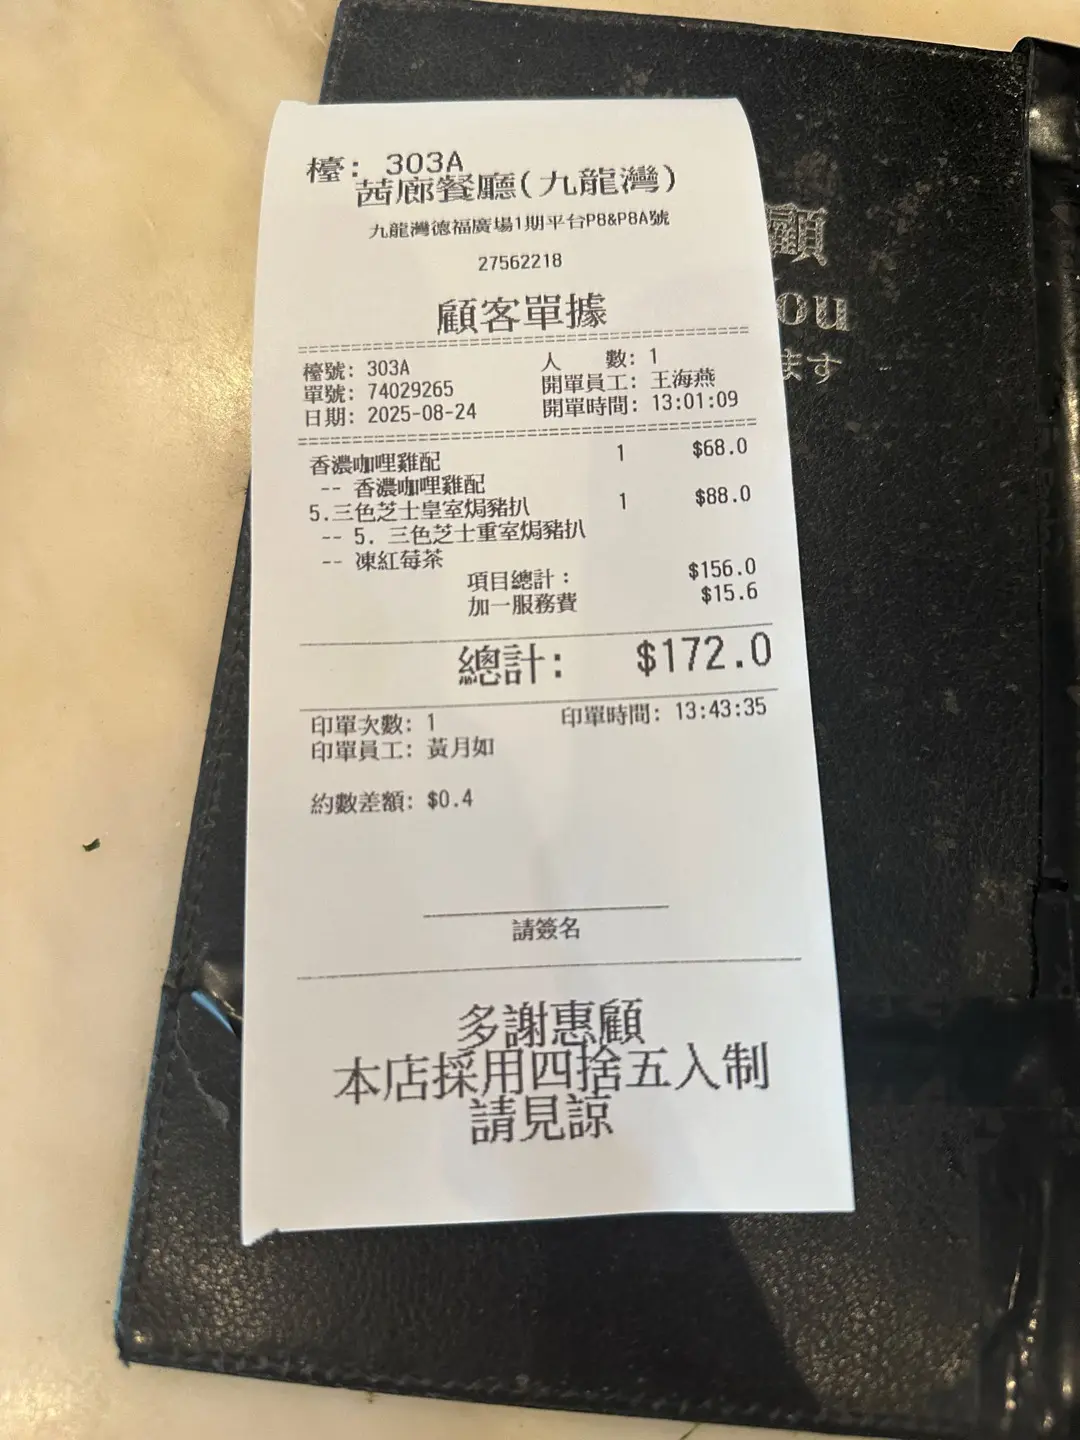 檯: 303A
茜廊餐廳(九龍灣)
九龍灣德福廣場1期平台P8&P8A號
27562218
顧客單據
檯號: 303A 人 數: 1
單號: 74029265 開單員工: 王海燕
日期: 2025-08-24 開單時間: 13:01:09
香濃咖哩雞配 1 $68.0
-- 香濃咖哩雞配
5.三色芝士皇室焗豬扒 1 $88.0
-- 5. 三色芝士重室焗豬扒
-- 凍紅莓茶
項目總計: $156.0
加一服務費 $15.6
總計: $172.0
印單次數: 1 印單時間: 13:43:35
印單員工: 黃月如
約數差額: $0.4
請簽名
多謝惠顧
本店採用四捨五入制
請見諒
顧
ou
ます